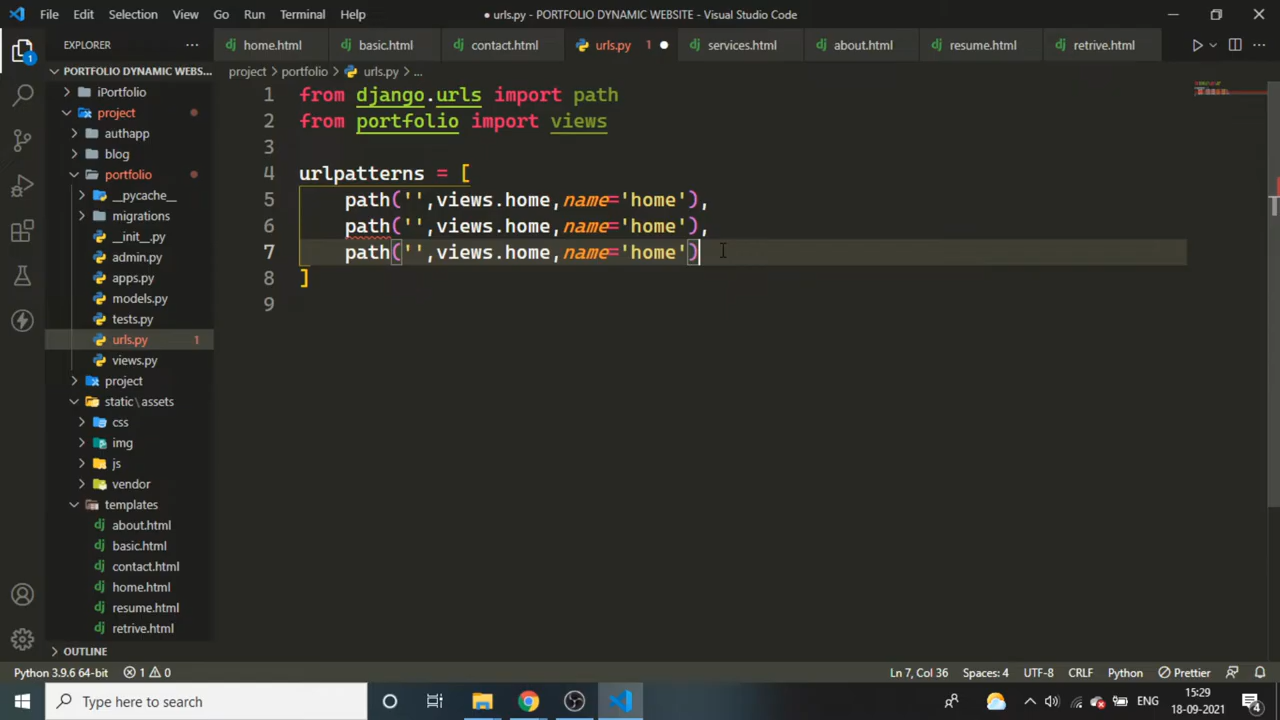 File Edit Selection View Go Run Terminal Help
● urls.py - PORTFOLIO DYNAMIC WEBSITE - Visual Studio Code
EXPLORER ···
home.html basic.html contact.html urls.py 1 ● services.html about.html resume.html retrive.html
PORTFOLIO DYNAMIC WEBS...
project > portfolio > urls.py > ...
iPortfolio
project
authapp
blog
portfolio
__pycache__
migrations
__init__.py
admin.py
apps.py
models.py
tests.py
urls.py 1
views.py
project
static\assets
css
img
js
vendor
templates
about.html
basic.html
contact.html
home.html
resume.html
retrive.html
OUTLINE
1 from django.urls import path
2 from portfolio import views
3
4 urlpatterns = [
5 path('',views.home,name='home'),
6 path('',views.home,name='home'),
7 path('',views.home,name='home')
8 ]
9
1
Python 3.9.6 64-bit 1 0 Ln 7, Col 36 Spaces: 4 UTF-8 CRLF Python Prettier
Type here to search
ENG
15:29
18-09-2021
4